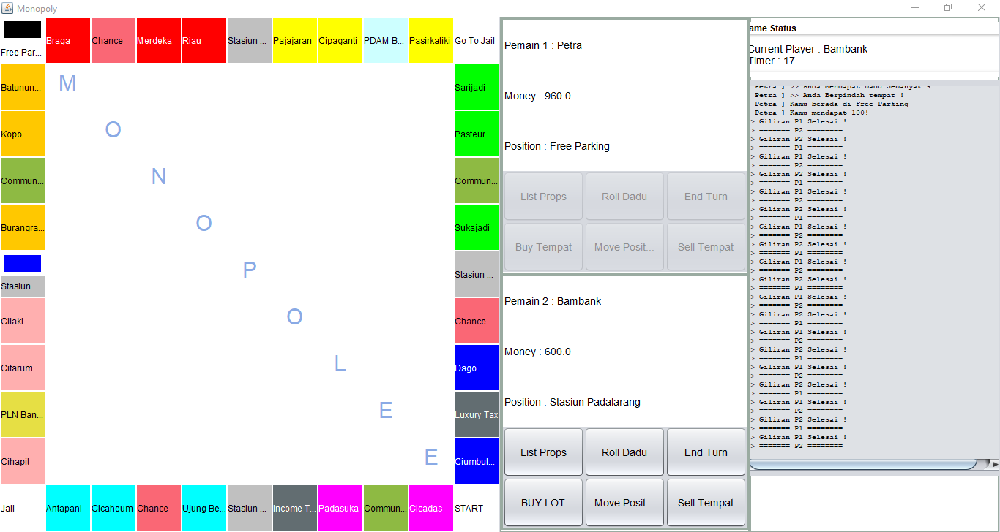 Monopoly
Free Par...
Braga
Chance
Merdeka
Riau
Stasiun ...
Pajajaran
Cipaganti
PDAM B...
Pasirkaliki
Go To Jail
Batunun...
Kopo
Commun...
Burangra...
Stasiun ...
Cilaki
Citarum
PLN Ban...
Cihapit
Jail
M
O
N
O
P
O
L
E
E
Sarijadi
Pasteur
Commun...
Sukajadi
Stasiun ...
Chance
Dago
Luxury Tax
Ciumbul...
Antapani
Cicaheum
Chance
Ujung Be...
Stasiun ...
Income T...
Padasuka
Commun...
Cicadas
START
Pemain 1 : Petra
Money : 960.0
Position : Free Parking
List Props
Roll Dadu
End Turn
Buy Tempat
Move Posit...
Sell Tempat
Pemain 2 : Bambank
Money : 600.0
Position : Stasiun Padalarang
List Props
Roll Dadu
End Turn
BUY LOT
Move Posit...
Sell Tempat
ame Status
Current Player : Bambank
Timer : 17
Petra ] >> Anda Mendapat Dadu Sebanyak 9
Petra ] >> Anda Berpindah tempat !
Petra ] Kamu berada di Free Parking
Petra ] Kamu mendapat 100!
> Giliran P1 Selesai !
> ======= P2 ========
> Giliran P2 Selesai !
> ======= P1 ========
> Giliran P1 Selesai !
> ======= P2 ========
> Giliran P2 Selesai !
> ======= P1 ========
> Giliran P1 Selesai !
> ======= P2 ========
> Giliran P2 Selesai !
> ======= P1 ========
> Giliran P1 Selesai !
> ======= P2 ========
> Giliran P2 Selesai !
> ======= P1 ========
> Giliran P1 Selesai !
> ======= P2 ========
> Giliran P2 Selesai !
> ======= P1 ========
> Giliran P1 Selesai !
> ======= P2 ========
> Giliran P2 Selesai !
> ======= P1 ========
> Giliran P1 Selesai !
> ======= P2 ========
> Giliran P2 Selesai !
> ======= P1 ========
> Giliran P1 Selesai !
> ======= P2 ========
> Giliran P2 Selesai !
> ======= P1 ========
> Giliran P1 Selesai !
> ======= P2 ========
> Giliran P2 Selesai !
> ======= P1 ========
> Giliran P1 Selesai !
> ======= P2 ========